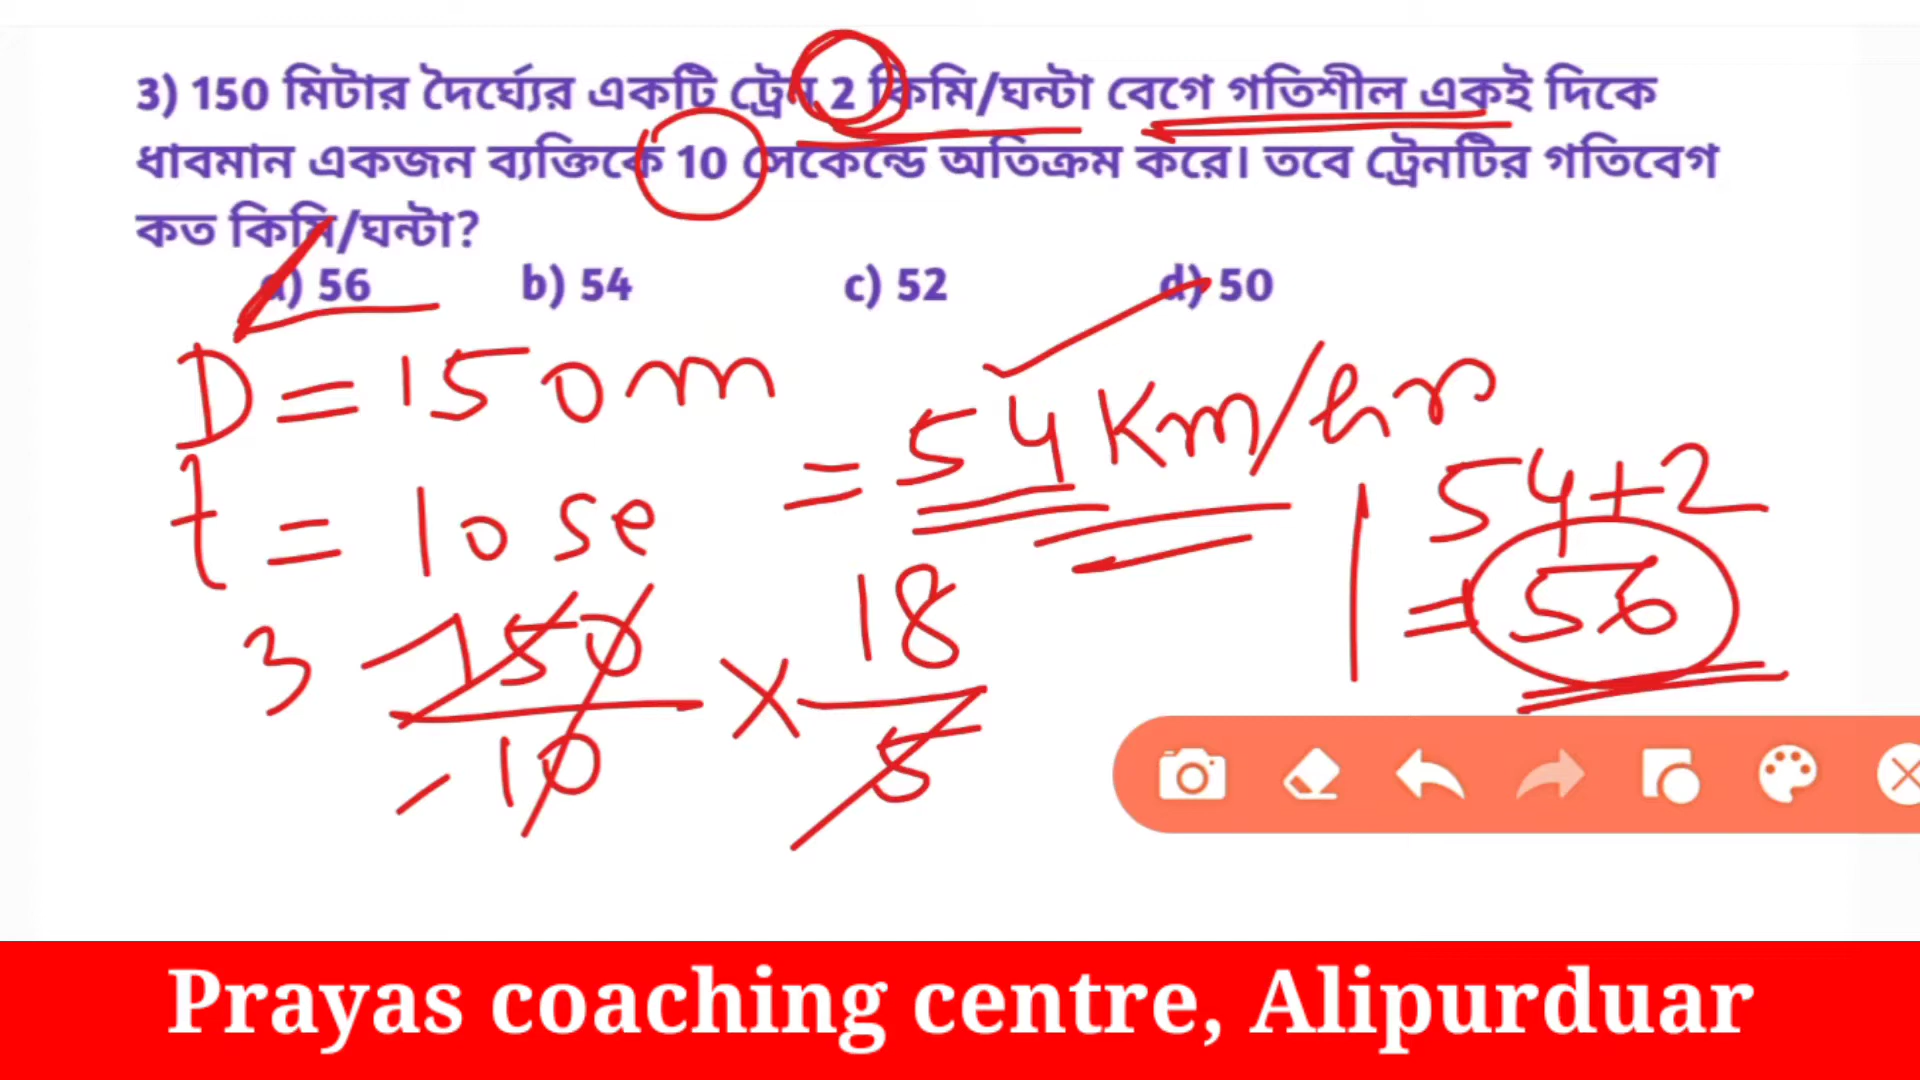 3) 150 মিটার দৈর্ঘ্যের একটি ট্রেন 2 কিমি/ঘন্টা বেগে গতিশীল একই দিকে
ধাবমান একজন ব্যক্তিকে 10 সেকেন্ডে অতিক্রম করে। তবে ট্রেনটির গতিবেগ
কত কিমি/ঘন্টা?
a) 56 b) 54 c) 52 d) 50
D = 150m
= 54 Km/hr
54+2
t = 10 se
= 56
3 150 × 18
10 5
Prayas coaching centre, Alipurduar